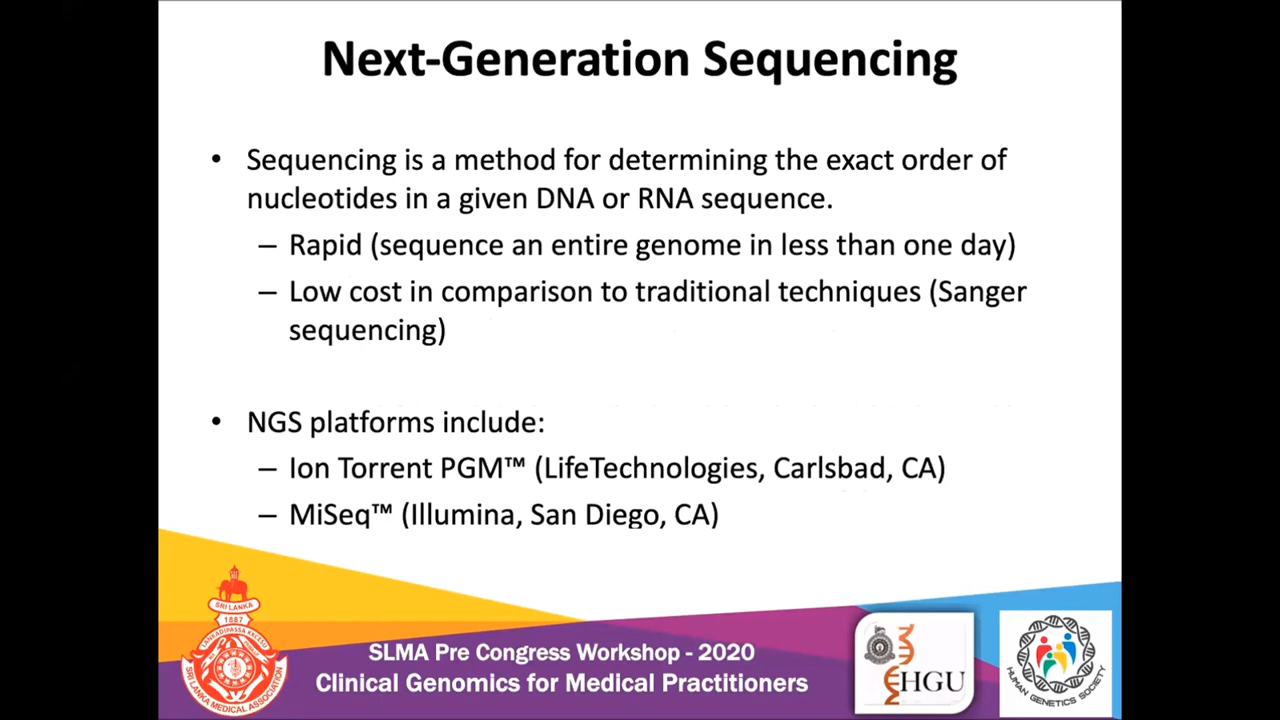 Next-Generation Sequencing
• Sequencing is a method for determining the exact order of
nucleotides in a given DNA or RNA sequence.
– Rapid (sequence an entire genome in less than one day)
– Low cost in comparison to traditional techniques (Sanger
sequencing)
• NGS platforms include:
– Ion Torrent PGM™ (LifeTechnologies, Carlsbad, CA)
– MiSeq™ (Illumina, San Diego, CA)
SRI LANKA
1887
SRI LANKA MEDICAL ASSOCIATION
SLMA Pre Congress Workshop - 2020
Clinical Genomics for Medical Practitioners
HGU
HUMAN GENETICS SOCIETY